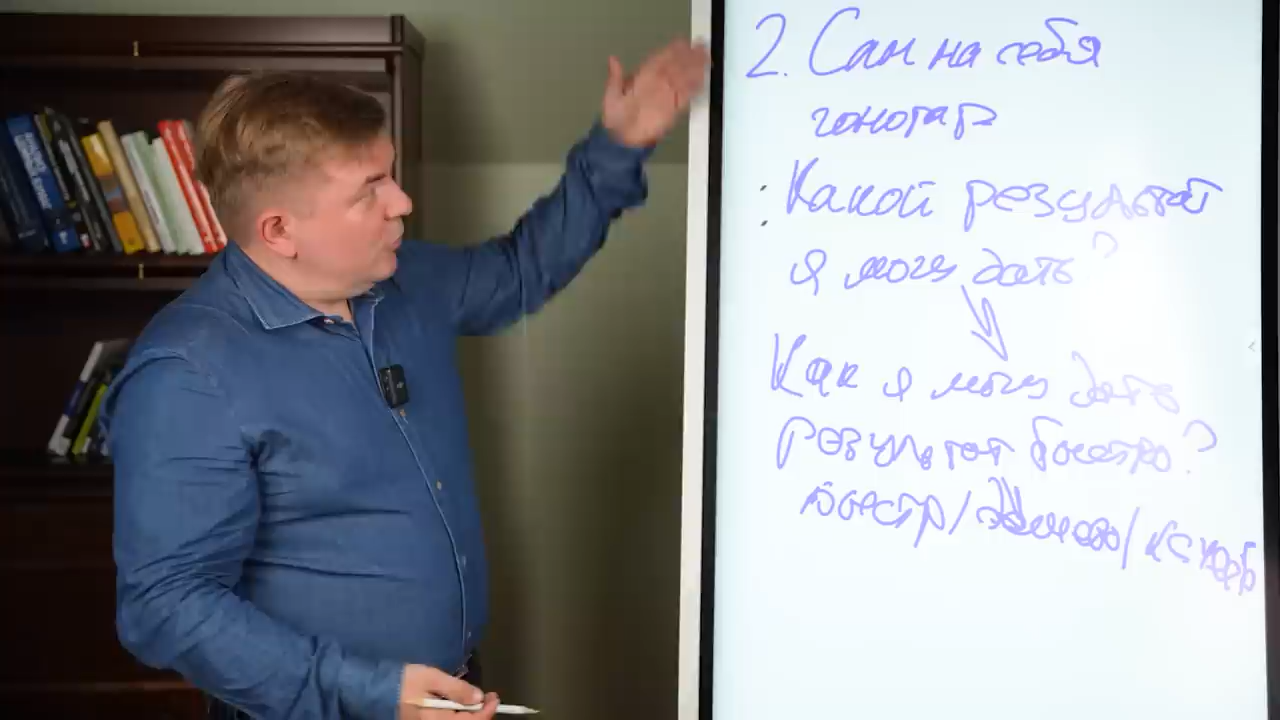 2. Сам на себя
гонорар
Какой результат
я могу дать?
Как я могу дать
результат быстро?
быстр/